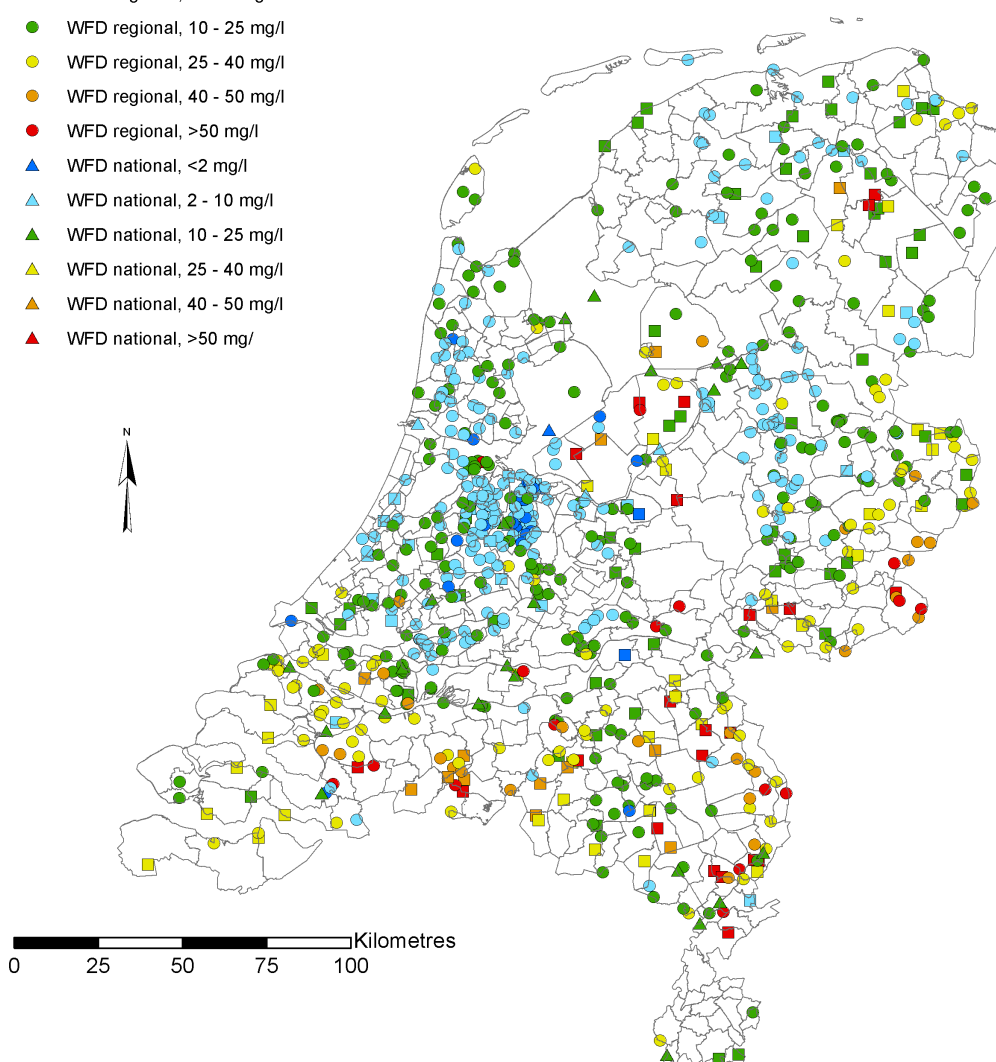 WFD regional, 10 - 25 mg/l
WFD regional, 25 - 40 mg/l
WFD regional, 40 - 50 mg/l
WFD regional, >50 mg/l
WFD national, <2 mg/l
WFD national, 2 - 10 mg/l
WFD national, 10 - 25 mg/l
WFD national, 25 - 40 mg/l
WFD national, 40 - 50 mg/l
WFD national, >50 mg/
N
Kilometres
0 25 50 75 100